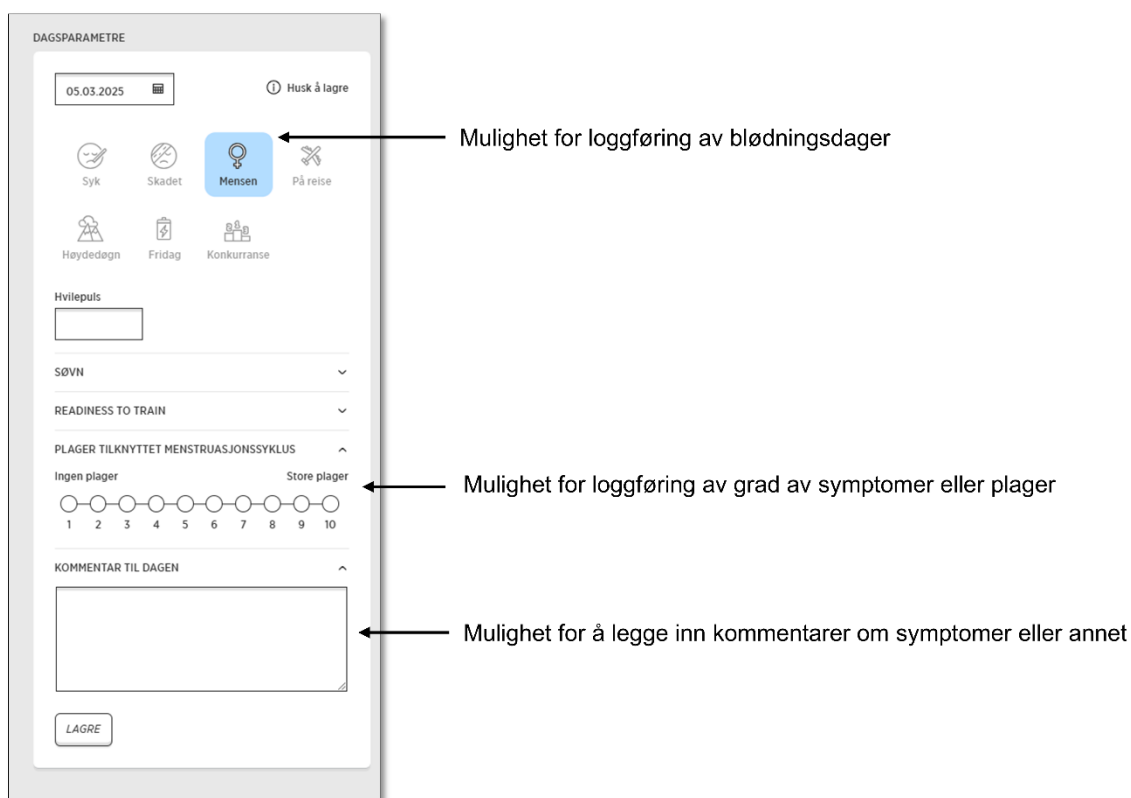 DAGSPARAMETRE
05.03.2025
Husk å lagre
Mulighet for loggføring av blødningsdager
Syk Skadet Mensen På reise
Høydedøgn Fridag Konkurranse
Hvilepuls
SØVN
READINESS TO TRAIN
PLAGER TILKNYTTET MENSTRUASJONSSYKLUS
Ingen plager Store plager
Mulighet for loggføring av grad av symptomer eller plager
1 2 3 4 5 6 7 8 9 10
KOMMENTAR TIL DAGEN
Mulighet for å legge inn kommentarer om symptomer eller annet
LAGRE